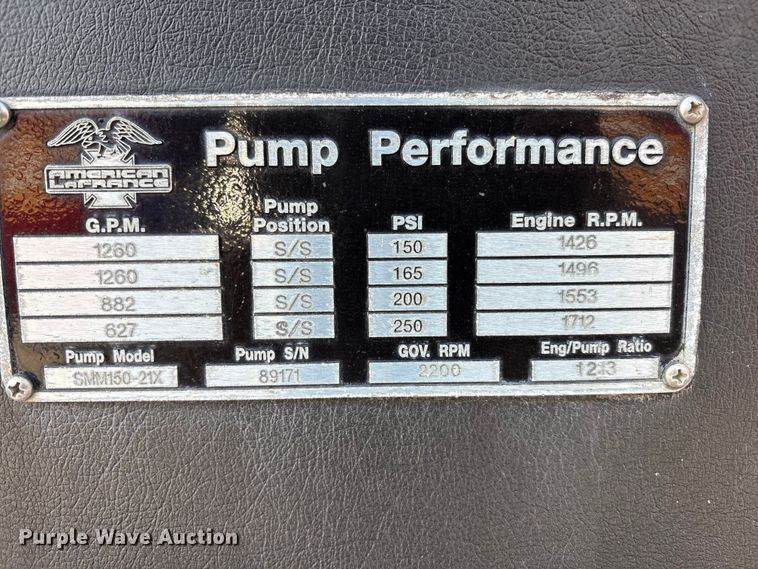 AMERICAN
LaFRANCE
Pump Performance
G.P.M. Pump Position PSI Engine R.P.M.
1260 S/S 150 1426
1260 S/S 165 1496
882 S/S 200 1553
627 S/S 250 1712
Pump Model Pump S/N GOV. RPM Eng/Pump Ratio
SMM150-21X 89171 2200
Purple Wave Auction